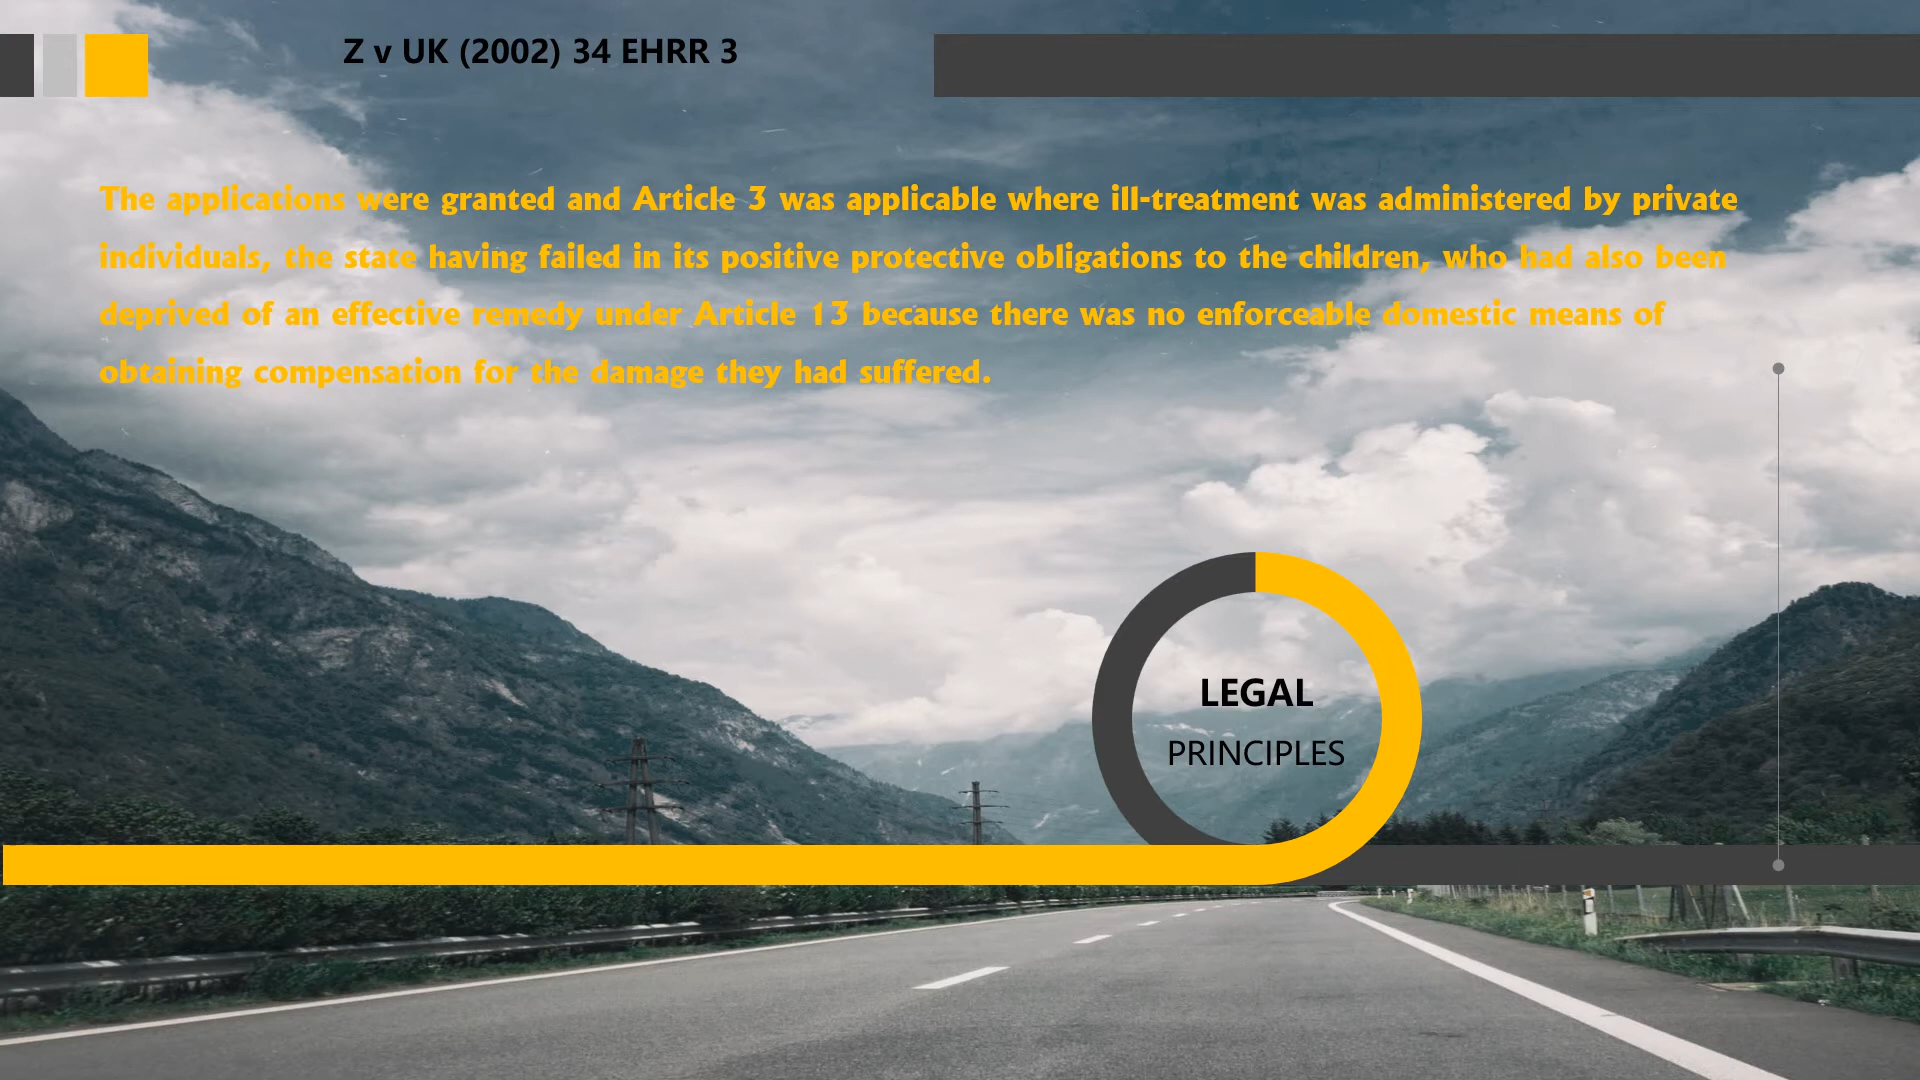 Z v UK (2002) 34 EHRR 3
The applications were granted and Article 3 was applicable where ill-treatment was administered by private
individuals, the state having failed in its positive protective obligations to the children, who had also been
deprived of an effective remedy under Article 13 because there was no enforceable domestic means of
obtaining compensation for the damage they had suffered.
LEGAL
PRINCIPLES